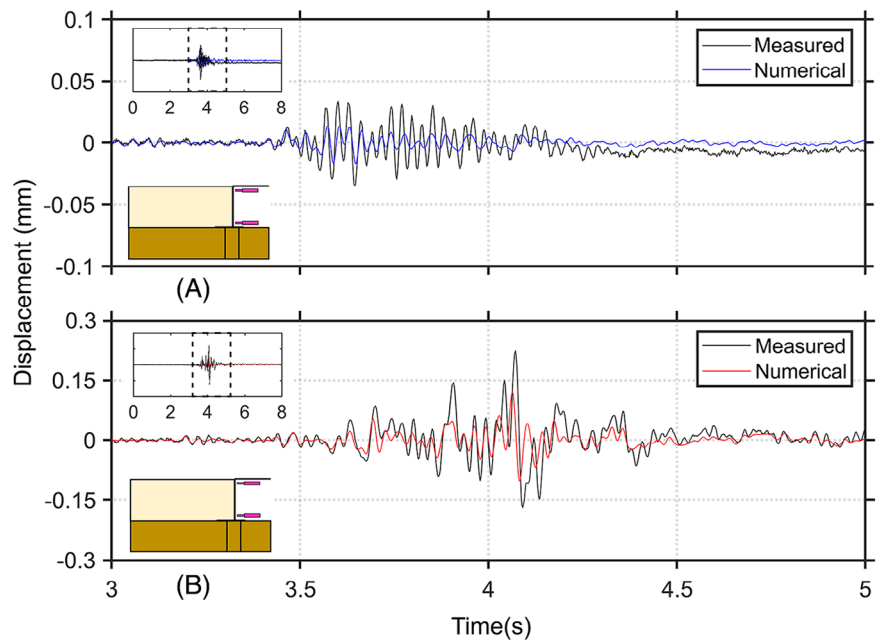 0.1
0.05
0
-0.05
-0.1
Measured
Numerical
0 2 4 6 8
(A)
Displacement (mm)
0.3
0.15
0
-0.15
-0.3
Measured
Numerical
0 2 4 6 8
(B)
3 3.5 4 4.5 5
Time(s)